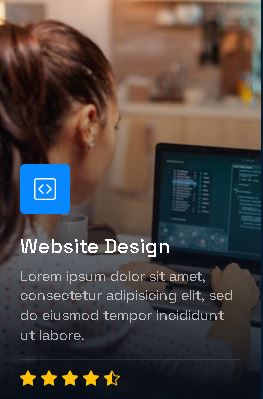 Website Design
Lorem ipsum dolor sit amet,
consectetur adipisicing elit, sed
do eiusmod tempor incididunt
ut labore.